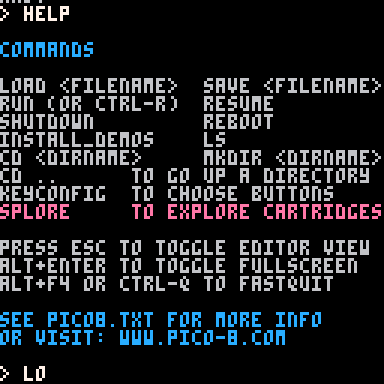 > HELP
COMMANDS
LOAD <FILENAME> SAVE <FILENAME>
RUN (OR CTRL-R) RESUME
SHUTDOWN REBOOT
INSTALL_DEMOS LS
CD <DIRNAME> MKDIR <DIRNAME>
CD .. TO GO UP A DIRECTORY
KEYCONFIG TO CHOOSE BUTTONS
SPLORE TO EXPLORE CARTRIDGES
PRESS ESC TO TOGGLE EDITOR VIEW
ALT+ENTER TO TOGGLE FULLSCREEN
ALT+F4 OR CTRL-Q TO FASTQUIT
SEE PICO8.TXT FOR MORE INFO
OR VISIT: WWW.PICO-8.COM
> LO